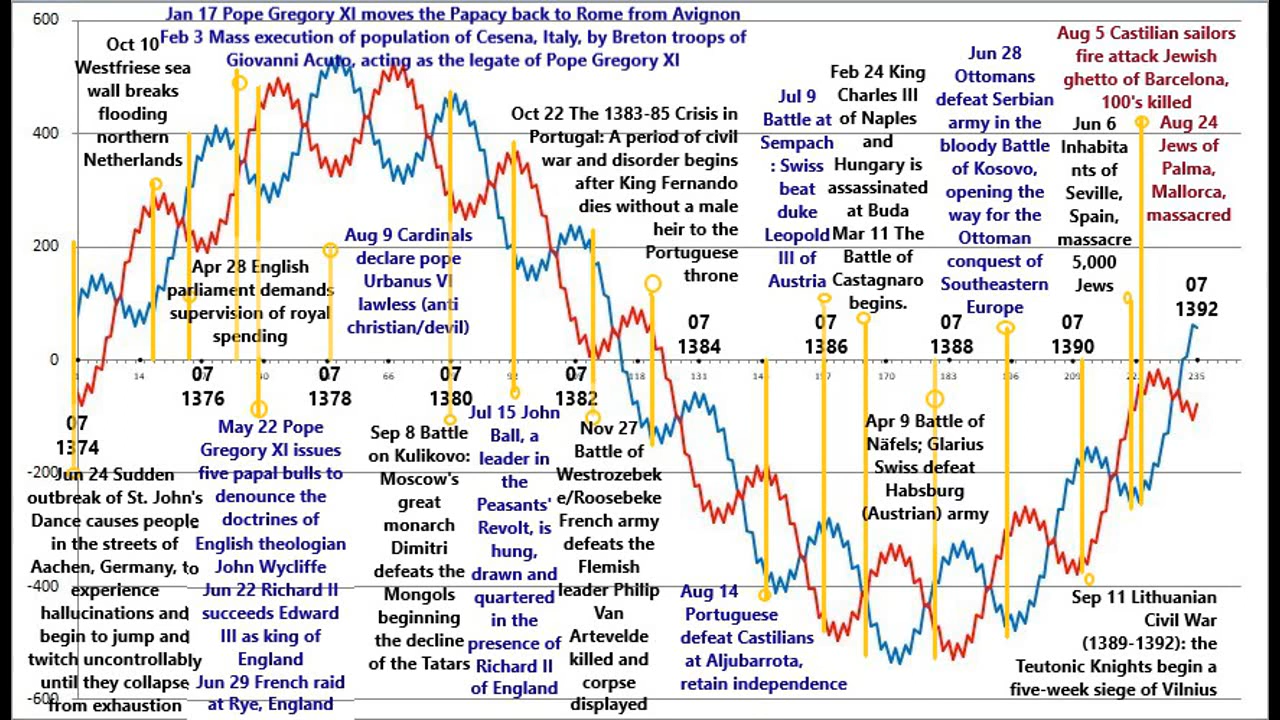 600
400
200
0
-200
-400
-600
Jan 17 Pope Gregory XI moves the Papacy back to Rome from Avignon
Feb 3 Mass execution of population of Cesena, Italy, by Breton troops of
Giovanni Acuto, acting as the legate of Pope Gregory XI
Oct 10
Westfriese sea
wall breaks
flooding
northern
Netherlands
Apr 28 English
parliament demands
supervision of royal
spending
Aug 9 Cardinals
declare pope
Urbanus VI
lawless (anti
christian/devil)
Oct 22 The 1383-85 Crisis in
Portugal: A period of civil
war and disorder begins
after King Fernando
dies without a male
heir to the
Portuguese
throne
Jul 9
Battle at
Sempach
: Swiss
beat
duke
Leopold
III of
Austria
Feb 24 King
Charles III
of Naples
and
Hungary is
assassinated
at Buda
Mar 11 The
Battle of
Castagnaro
begins.
Jun 28
Ottomans
defeat Serbian
army in the
bloody Battle
of Kosovo,
opening the
way for the
Ottoman
conquest of
Southeastern
Europe
Aug 5 Castilian sailors
fire attack Jewish
ghetto of Barcelona,
100's killed
Jun 6
Inhabita
nts of
Seville,
Spain,
massacre
5,000
Jews
Aug 24
Jews of
Palma,
Mallorca,
massacred
07
1374
07
1376
07
1378
07
1380
07
1382
07
1384
07
1386
07
1388
07
1390
07
1392
14
66
118
131
170
183
209
235
Jun 24 Sudden
outbreak of St. John's
Dance causes people
in the streets of
Aachen, Germany, to
experience
hallucinations and
begin to jump and
twitch uncontrollably
until they collapse
from exhaustion
May 22 Pope
Gregory XI issues
five papal bulls to
denounce the
doctrines of
English theologian
John Wycliffe
Jun 22 Richard II
succeeds Edward
III as king of
England
Jun 29 French raid
at Rye, England
Sep 8 Battle
on Kulikovo:
Moscow's
great
monarch
Dimitri
defeats the
Mongols
beginning
the decline
of the Tatars
Jul 15 John
Ball, a
leader in
the
Peasants'
Revolt, is
hung,
drawn and
quartered
in the
presence of
Richard II
of England
Nov 27
Battle of
Westrozebek
e/Roosebeke
French army
defeats the
Flemish
leader Philip
Van
Artevelde
killed and
corpse
displayed
Aug 14
Portuguese
defeat Castilians
at Aljubarrota,
retain independence
Apr 9 Battle of
Näfels; Glarius
Swiss defeat
Habsburg
(Austrian) army
Sep 11 Lithuanian
Civil War
(1389-1392): the
Teutonic Knights begin a
five-week siege of Vilnius